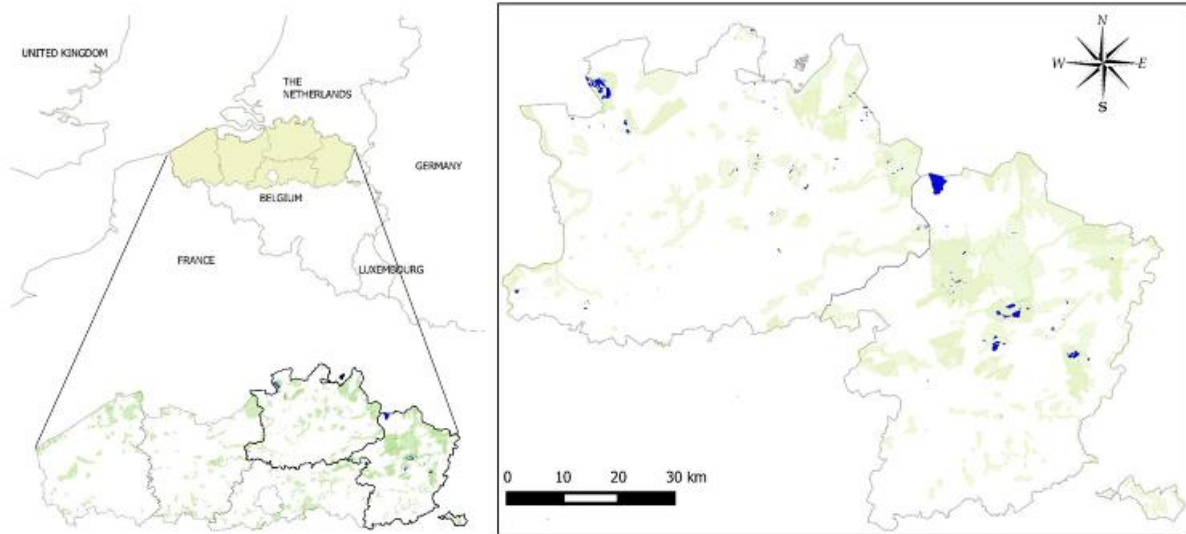 UNITED KINGDOM
THE
NETHERLANDS
GERMANY
BELGIUM
FRANCE
LUXEMBOURG
N
W E
S
0 10 20 30 km